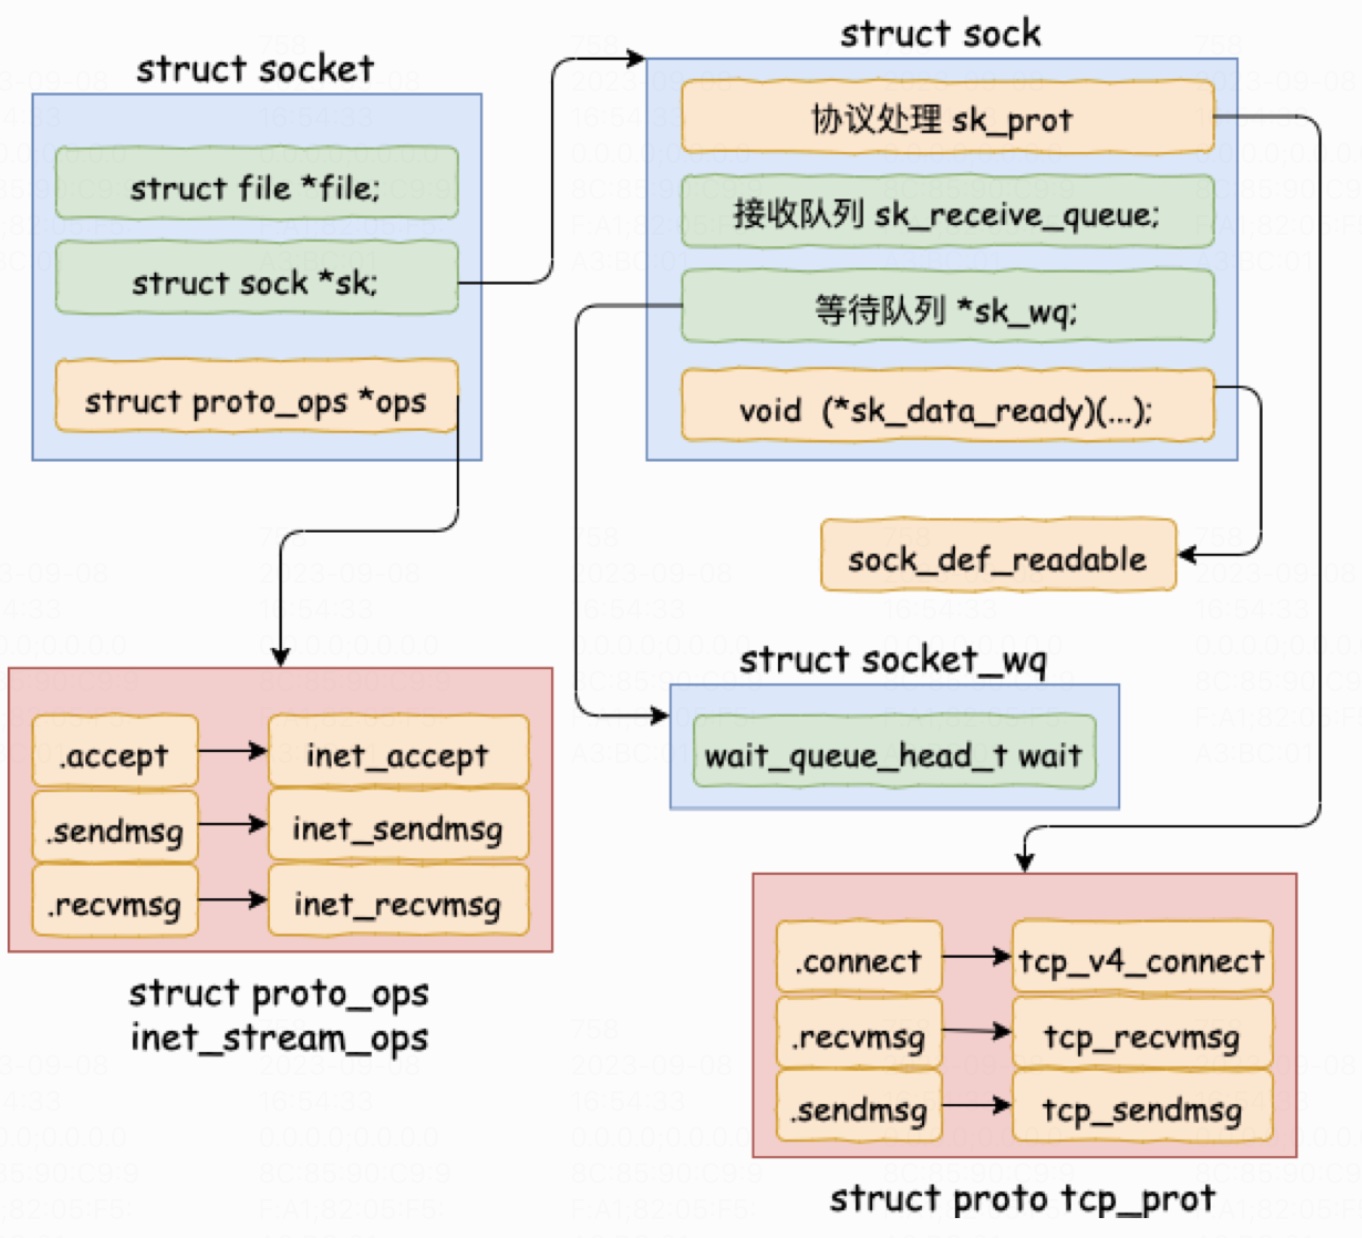 struct socket
struct file *file;
struct sock *sk;
struct proto_ops *ops
struct sock
协议处理 sk_prot
接收队列 sk_receive_queue;
等待队列 *sk_wq;
void (*sk_data_ready)(...);
sock_def_readable
struct socket_wq
wait_queue_head_t wait
.accept
inet_accept
.sendmsg
inet_sendmsg
.recvmsg
inet_recvmsg
struct proto_ops
inet_stream_ops
.connect
tcp_v4_connect
.recvmsg
tcp_recvmsg
.sendmsg
tcp_sendmsg
struct proto tcp_prot